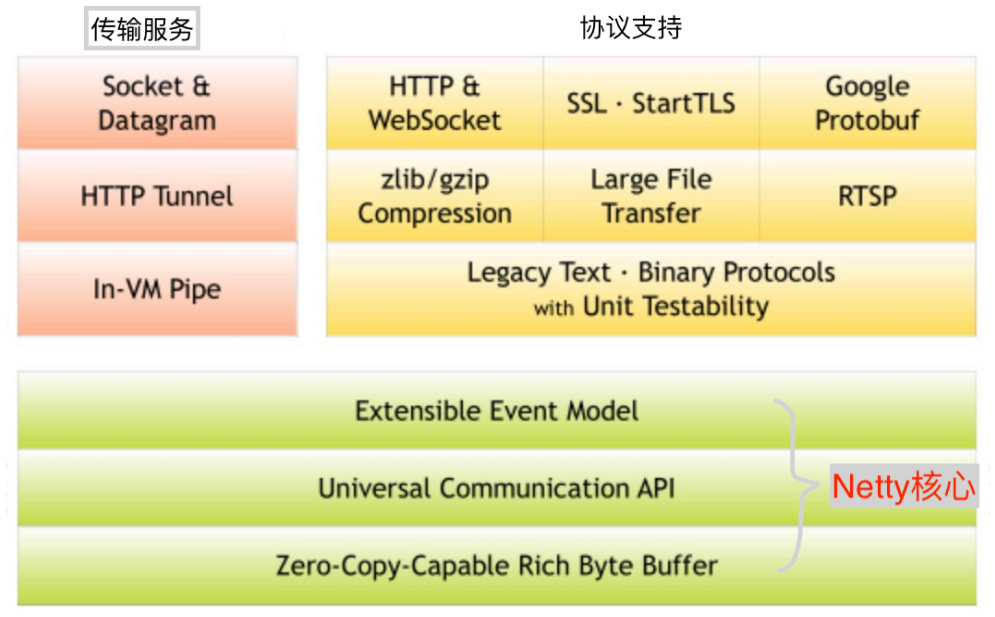 传输服务
协议支持
Socket &
Datagram
HTTP Tunnel
In-VM Pipe
HTTP &
WebSocket
SSL · StartTLS
Google
Protobuf
zlib/gzip
Compression
Large File
Transfer
RTSP
Legacy Text · Binary Protocols
with Unit Testability
Extensible Event Model
Universal Communication API
Netty核心
Zero-Copy-Capable Rich Byte Buffer